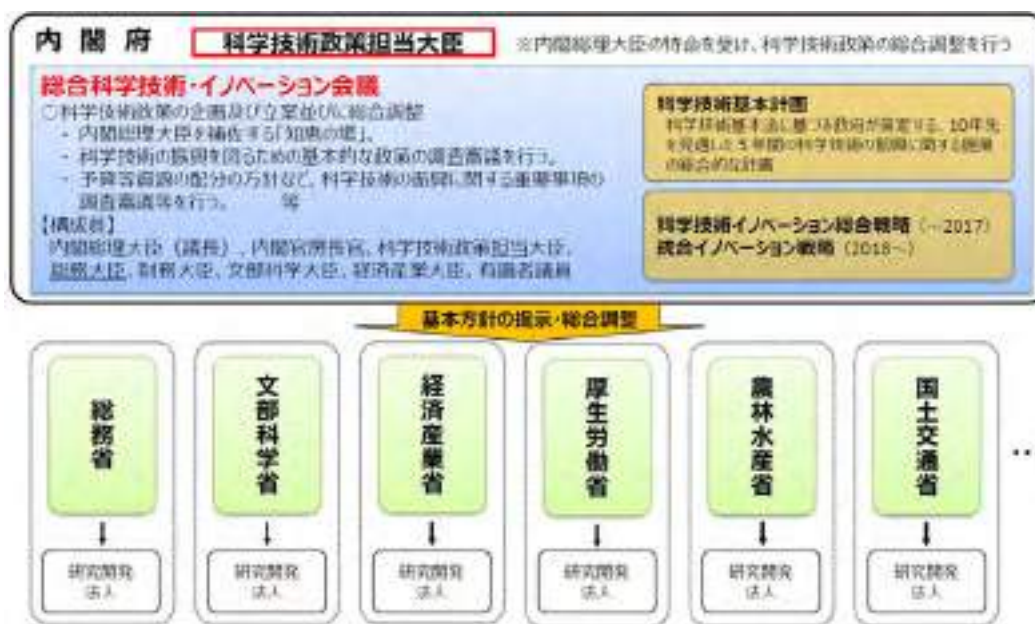 内閣府
科学技術政策担当大臣
※内閣総理大臣の特命を受け、科学技術政策の総合調整を行う
総合科学技術・イノベーション会議
○科学技術政策の企画及び立案並びに総合調整
- 内閣総理大臣を補佐する「知恵の場」。
- 科学技術の振興を図るための基本的な政策の調査審議を行う。
- 予算等資源の配分の方針など、科学技術の振興に関する重要事項の
調査審議等を行う。 等
【構成員】
内閣総理大臣（議長）、内閣官房長官、科学技術政策担当大臣、
総務大臣、財務大臣、文部科学大臣、経済産業大臣、有識者議員
科学技術基本計画
科学技術基本法に基づき政府が策定する、10年先
を見通した5年間の科学技術の振興に関する施策
の総合的な計画
科学技術イノベーション総合戦略（～2017）
統合イノベーション戦略（2018～）
基本方針の提示・総合調整
総務省
文部科学省
経済産業省
厚生労働省
農林水産省
国土交通省
‥
研究開発
法人
研究開発
法人
研究開発
法人
研究開発
法人
研究開発
法人
研究開発
法人